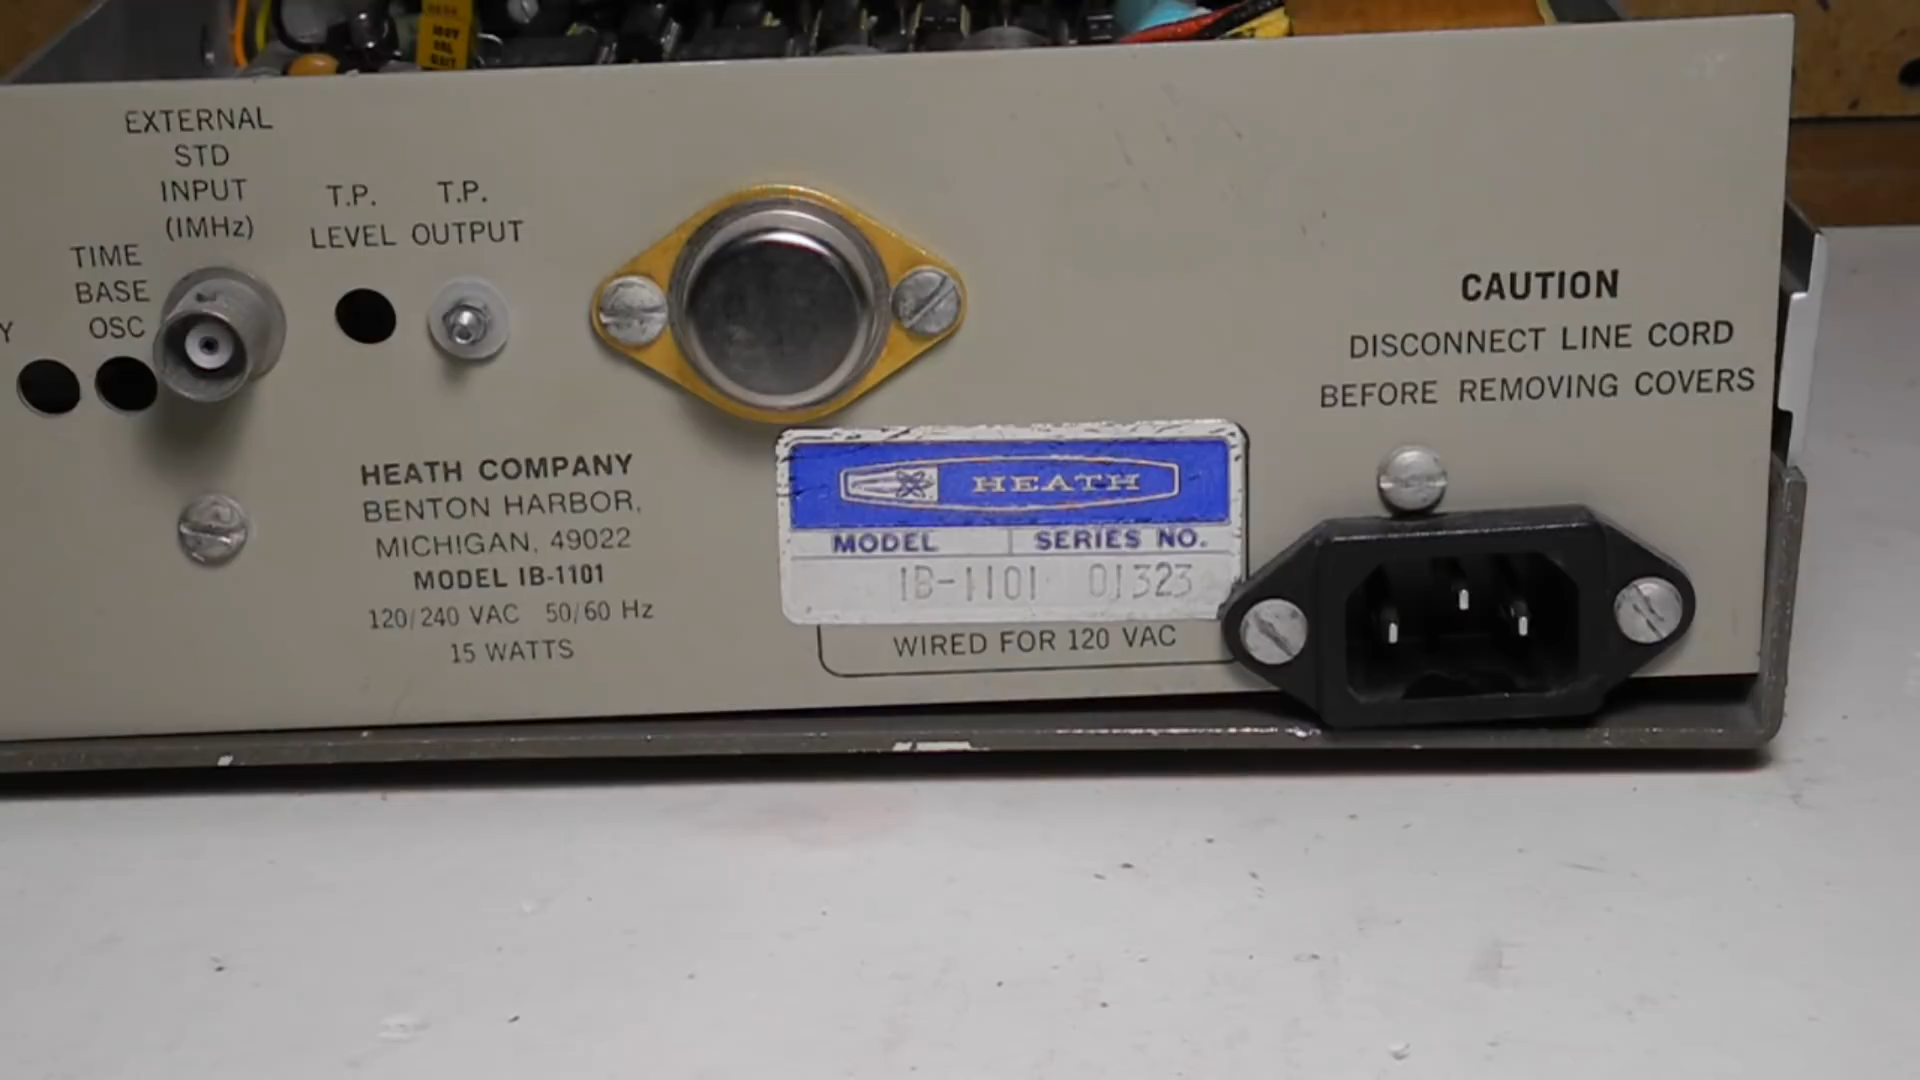 EXTERNAL
STD
INPUT
(1MHz)
TIME
BASE
OSC
Y
T.P. T.P.
LEVEL OUTPUT
CAUTION
DISCONNECT LINE CORD
BEFORE REMOVING COVERS
HEATH COMPANY
BENTON HARBOR,
MICHIGAN, 49022
MODEL IB-1101
120/240 VAC 50/60 Hz
15 WATTS
HEATH
MODEL SERIES NO.
IB-1101 01323
WIRED FOR 120 VAC